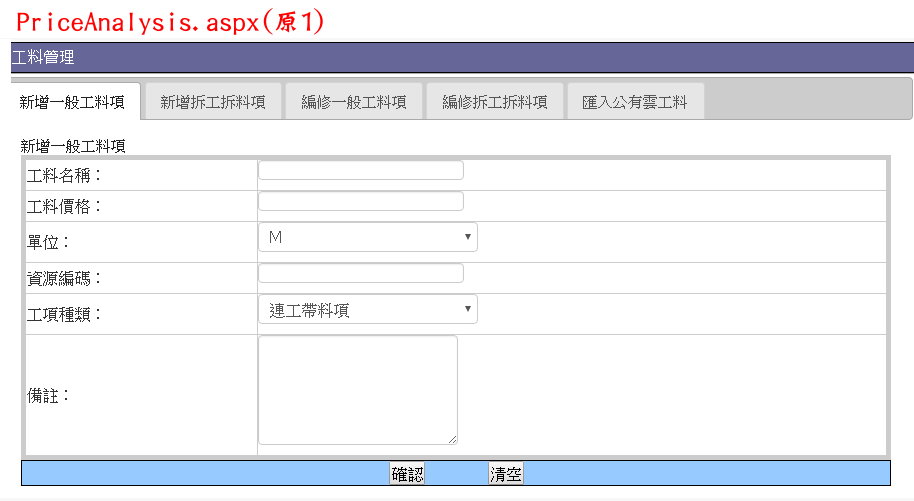 PriceAnalysis.aspx(原1)
工料管理
新增一般工料項 新增拆工拆料項 編修一般工料項 編修拆工拆料項 匯入公有雲工料
新增一般工料項
工料名稱：
工料價格：
單位： M
資源編碼：
工項種類： 連工帶料項
備註：
確認 清空